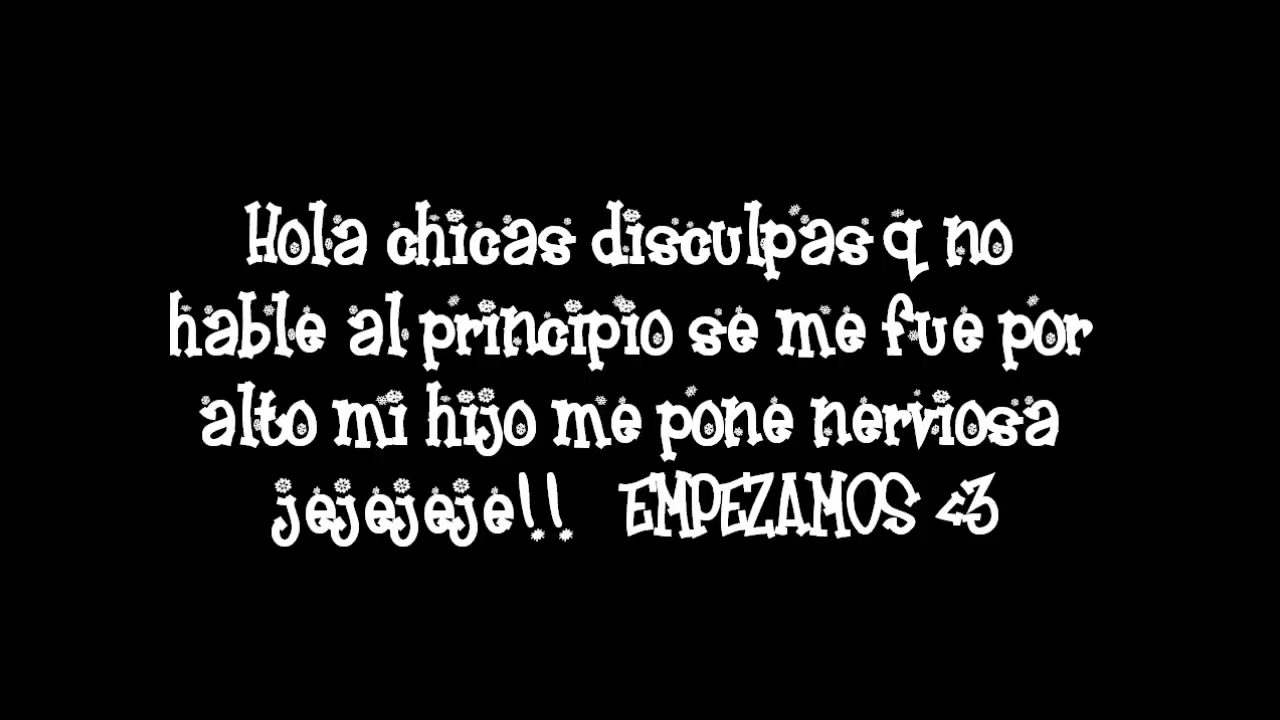 Hola chicas disculpas q no
hable al principio se me fue por
alto mi hijo me pone nerviosa
jejejeje!! EMPEZAMOS <3